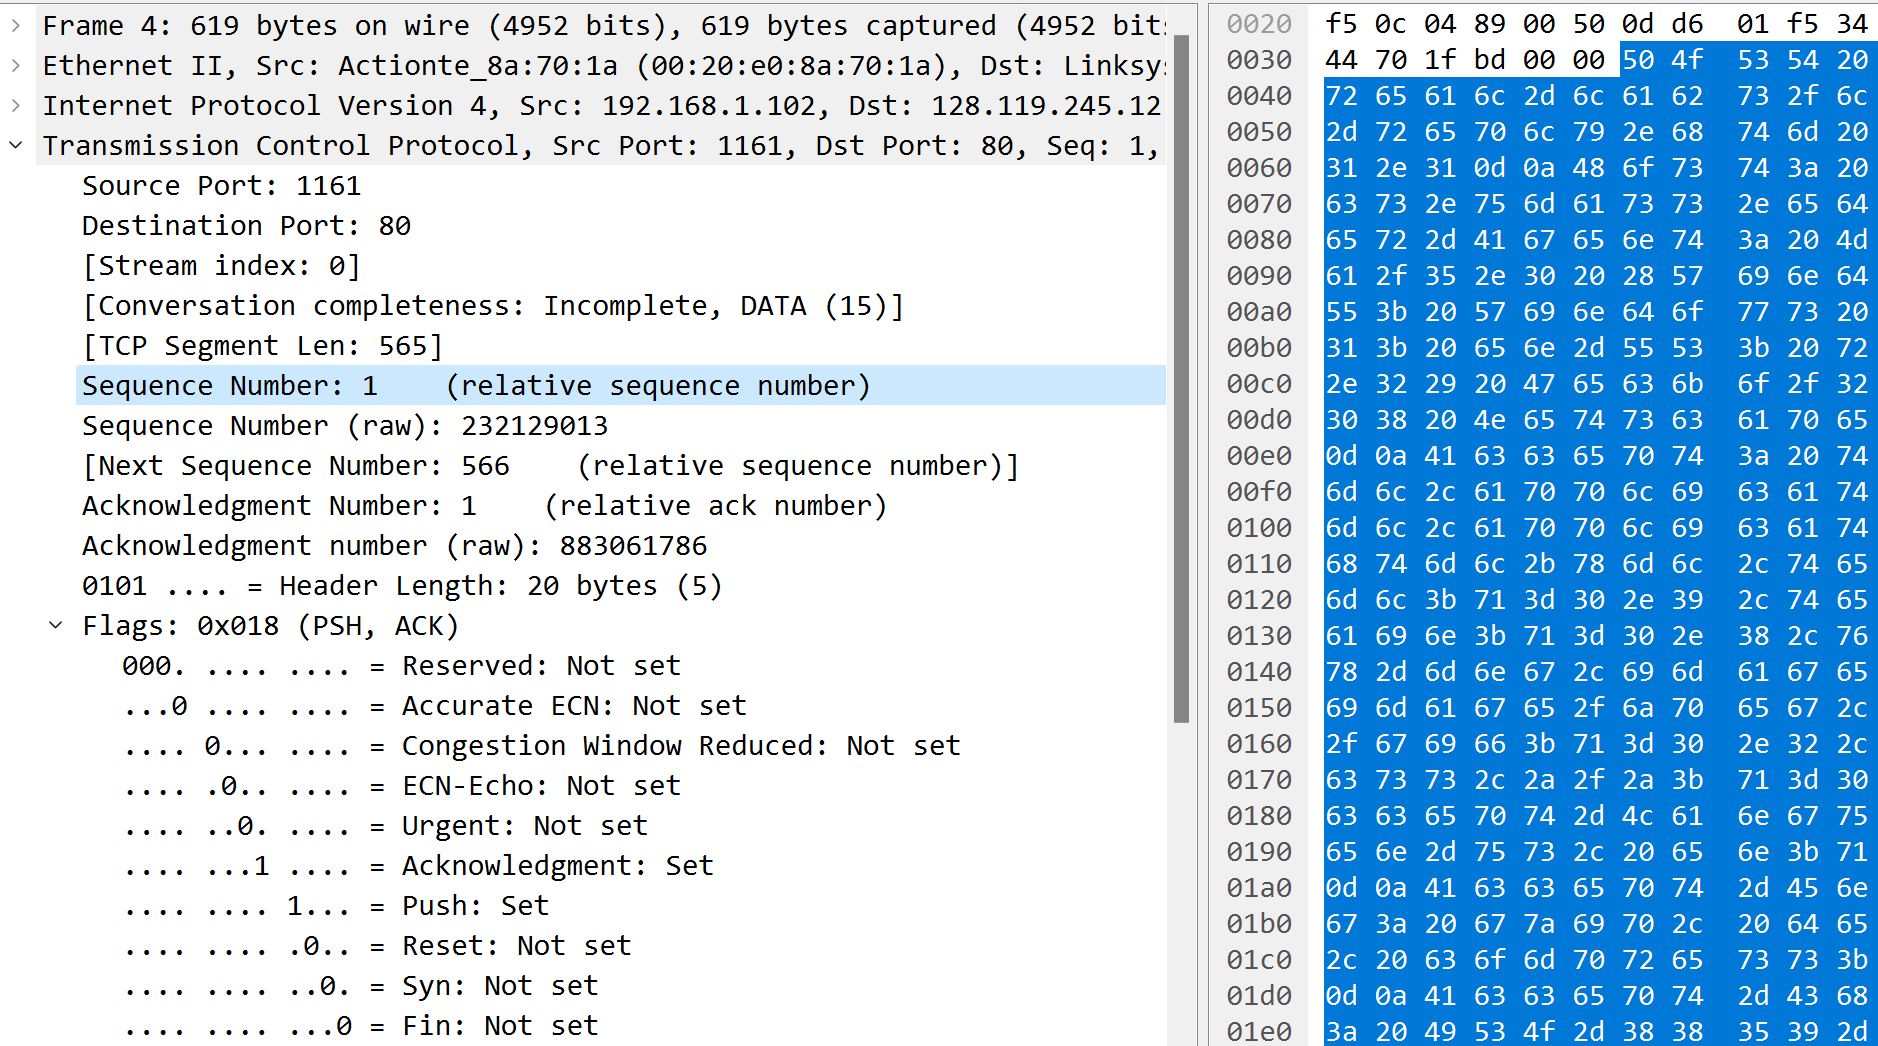 Frame 4: 619 bytes on wire (4952 bits), 619 bytes captured (4952 bits
Ethernet II, Src: Actionte_8a:70:1a (00:20:e0:8a:70:1a), Dst: Linksys
Internet Protocol Version 4, Src: 192.168.1.102, Dst: 128.119.245.12
Transmission Control Protocol, Src Port: 1161, Dst Port: 80, Seq: 1,
Source Port: 1161
Destination Port: 80
[Stream index: 0]
[Conversation completeness: Incomplete, DATA (15)]
[TCP Segment Len: 565]
Sequence Number: 1    (relative sequence number)
Sequence Number (raw): 232129013
[Next Sequence Number: 566    (relative sequence number)]
Acknowledgment Number: 1    (relative ack number)
Acknowledgment number (raw): 883061786
0101 .... = Header Length: 20 bytes (5)
Flags: 0x018 (PSH, ACK)
000. .... .... = Reserved: Not set
...0 .... .... = Accurate ECN: Not set
.... 0... .... = Congestion Window Reduced: Not set
.... .0.. .... = ECN-Echo: Not set
.... ..0. .... = Urgent: Not set
.... ...1 .... = Acknowledgment: Set
.... .... 1... = Push: Set
.... .... .0.. = Reset: Not set
.... .... ..0. = Syn: Not set
.... .... ...0 = Fin: Not set
0020 f5 0c 04 89 00 50 0d d6 01 f5 34
0030 44 70 1f bd 00 00 50 4f 53 54 20
0040 72 65 61 6c 2d 6c 61 62 73 2f 6c
0050 2d 72 65 70 6c 79 2e 68 74 6d 20
0060 31 2e 31 0d 0a 48 6f 73 74 3a 20
0070 63 73 2e 75 6d 61 73 73 2e 65 64
0080 65 72 2d 41 67 65 6e 74 3a 20 4d
0090 61 2f 35 2e 30 20 28 57 69 6e 64
00a0 55 3b 20 57 69 6e 64 6f 77 73 20
00b0 31 3b 20 65 6e 2d 55 53 3b 20 72
00c0 2e 32 29 20 47 65 63 6b 6f 2f 32
00d0 30 38 20 4e 65 74 73 63 61 70 65
00e0 0d 0a 41 63 63 65 70 74 3a 20 74
00f0 6d 6c 2c 61 70 70 6c 69 63 61 74
0100 6d 6c 2c 61 70 70 6c 69 63 61 74
0110 68 74 6d 6c 2b 78 6d 6c 2c 74 65
0120 6d 6c 3b 71 3d 30 2e 39 2c 74 65
0130 61 69 6e 3b 71 3d 30 2e 38 2c 76
0140 78 2d 6d 6e 67 2c 69 6d 61 67 65
0150 69 6d 61 67 65 2f 6a 70 65 67 2c
0160 2f 67 69 66 3b 71 3d 30 2e 32 2c
0170 63 73 73 2c 2a 2f 2a 3b 71 3d 30
0180 63 63 65 70 74 2d 4c 61 6e 67 75
0190 65 6e 2d 75 73 2c 20 65 6e 3b 71
01a0 0d 0a 41 63 63 65 70 74 2d 45 6e
01b0 67 3a 20 67 7a 69 70 2c 20 64 65
01c0 2c 20 63 6f 6d 70 72 65 73 73 3b
01d0 0d 0a 41 63 63 65 70 74 2d 43 68
01e0 3a 20 49 53 4f 2d 38 38 35 39 2d